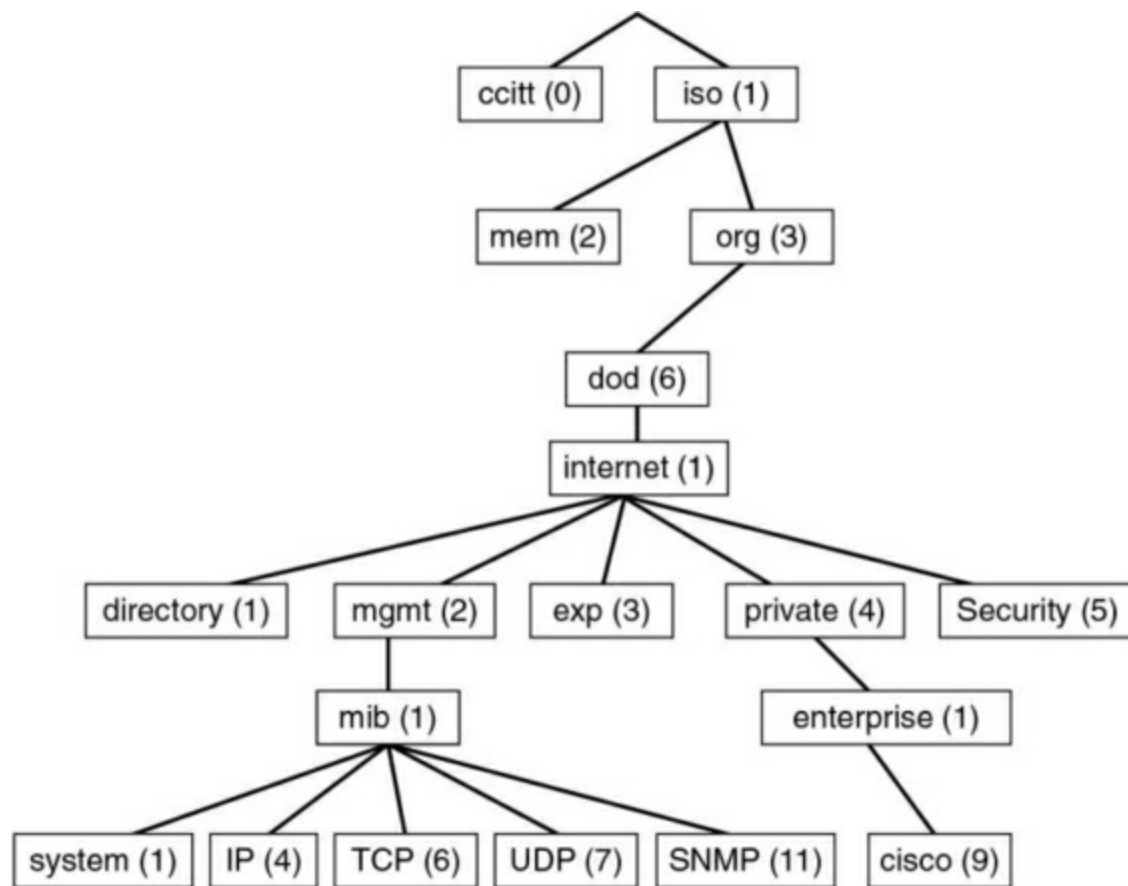 ccitt (0) iso (1)
mem (2) org (3)
dod (6)
internet (1)
directory (1) mgmt (2) exp (3) private (4) Security (5)
mib (1) enterprise (1)
system (1) IP (4) TCP (6) UDP (7) SNMP (11) cisco (9)